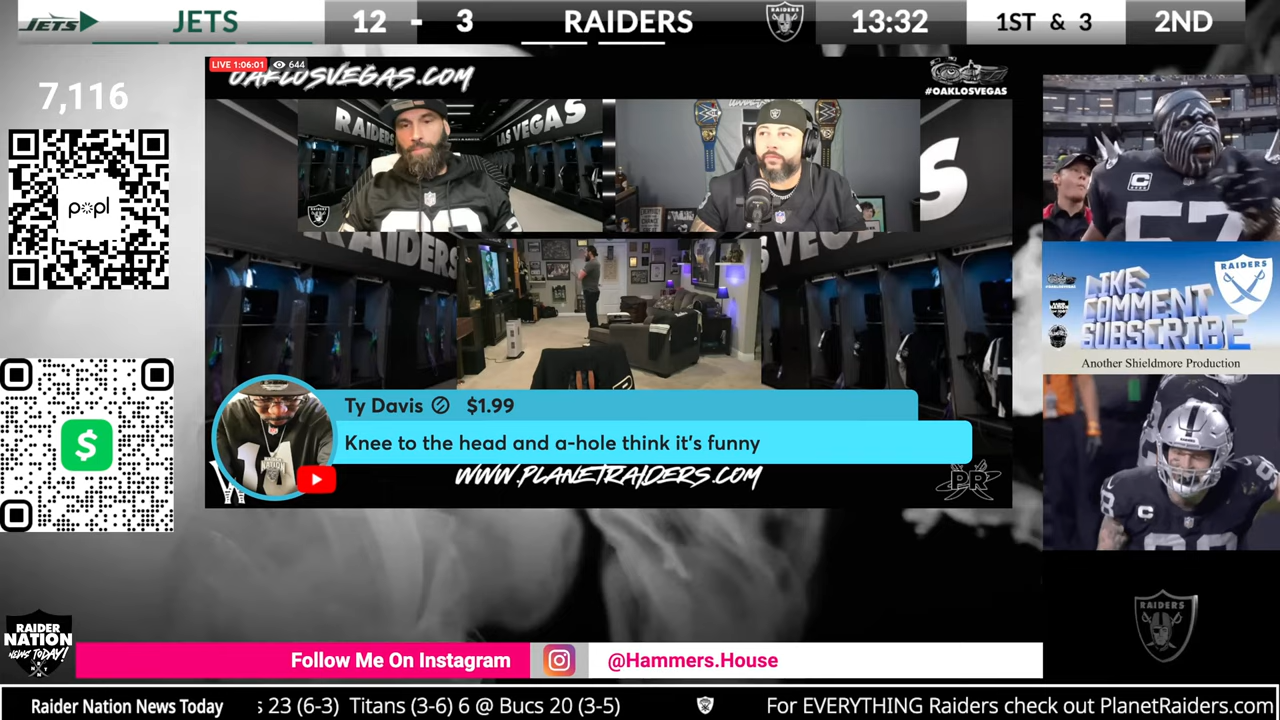 JETS
JETS
12 - 3
RAIDERS
13:32
1ST & 3
2ND
7,116
popl
$
LIVE 1:06:01 644
OAKLOSVEGAS.COM
#OAKLOSVEGAS
RAIDERS
LAS VEGAS
RAIDERS
S VEGA
S
Ty Davis $1.99
Knee to the head and a-hole think it's funny
WWW.PLANETRAIDERS.COM
PR
C
57
RAIDERS
LIKE
COMMENT
SUBSCRIBE
Another Shieldmore Production
C
RAIDERS
RAIDER
NATION
NEWS TODAY!
Follow Me On Instagram
@Hammers.House
Raider Nation News Today
23 (6-3) Titans (3-6) 6 @ Bucs 20 (3-5)
For EVERYTHING Raiders check out PlanetRaiders.com